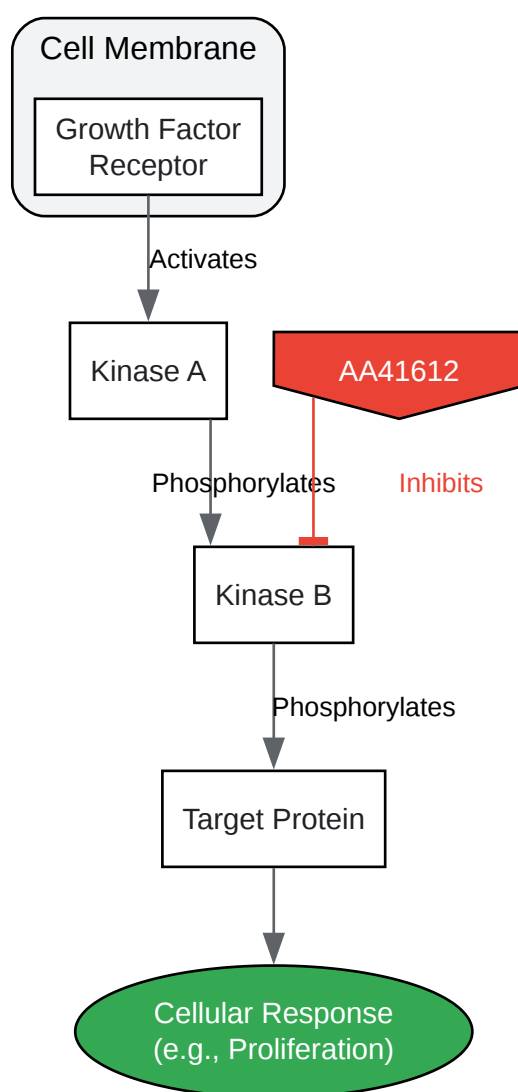 Cell Membrane
Growth Factor
Receptor
Activates
Kinase A
AA41612
Phosphorylates
Inhibits
Kinase B
Phosphorylates
Target Protein
Cellular Response
(e.g., Proliferation)